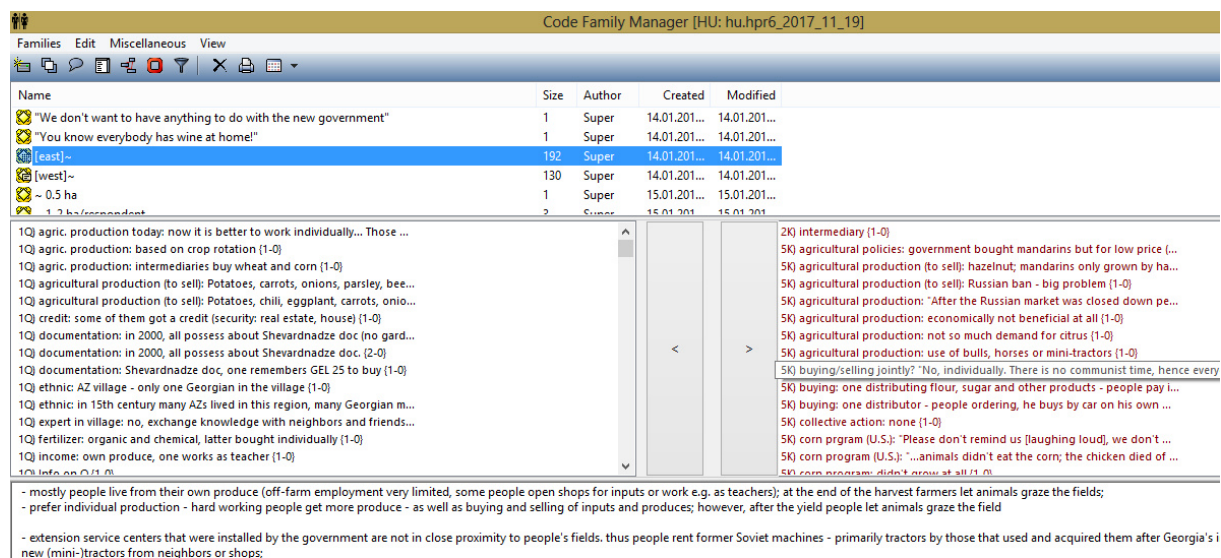 Code Family Manager [HU: hu.hpr6_2017_11_19]
Families Edit Miscellaneous View
Name Size Author Created Modified
"We don't want to have anything to do with the new government" 1 Super 14.01.201... 14.01.201...
"You know everybody has wine at home!" 1 Super 14.01.201... 14.01.201...
[east]~ 192 Super 14.01.201... 14.01.201...
[west]~ 130 Super 14.01.201... 14.01.201...
~ 0.5 ha 1 Super 15.01.201... 15.01.201...
1-2 ha/respondent Super 15.01.201 15.01.201
1Q) agric. production today: now it is better to work individually... Those ...
1Q) agric. production: based on crop rotation {1-0}
1Q) agric. production: intermediaries buy wheat and corn {1-0}
1Q) agricultural production (to sell): Potatoes, carrots, onions, parsley, bee...
1Q) agricultural production (to sell): Potatoes, chili, eggplant, carrots, onio...
1Q) credit: some of them got a credit (security: real estate, house) {1-0}
1Q) documentation: in 2000, all possess about Shevardnadze doc (no gard...
1Q) documentation: in 2000, all possess about Shevardnadze doc. {2-0}
1Q) documentation: Shevardnadze doc, one remembers GEL 25 to buy {1-0}
1Q) ethnic: AZ village - only one Georgian in the village {1-0}
1Q) ethnic: in 15th century many AZs lived in this region, many Georgian m...
1Q) expert in village: no, exchange knowledge with neighbors and friends...
1Q) fertilizer: organic and chemical, latter bought individually {1-0}
1Q) income: own produce, one works as teacher {1-0}
1Q) Info on Q {1-0}
< >
2K) intermediary {1-0}
5K) agricultural policies: government bought mandarins but for low price (...
5K) agricultural production (to sell): hazelnut; mandarins only grown by ha...
5K) agricultural production (to sell): Russian ban - big problem {1-0}
5K) agricultural production: "After the Russian market was closed down pe...
5K) agricultural production: economically not beneficial at all {1-0}
5K) agricultural production: not so much demand for citrus {1-0}
5K) agricultural production: use of bulls, horses or mini-tractors {1-0}
5K) buying/selling jointly? "No, individually. There is no communist time, hence every
5K) buying: one distributing flour, sugar and other products - people pay i...
5K) buying: one distributor - people ordering, he buys by car on his own ...
5K) collective action: none {1-0}
5K) corn prgram (U.S.): "Please don't remind us [laughing loud], we don't ...
5K) corn program (U.S.): "...animals didn't eat the corn; the chicken died of ...
5K) corn program: didn't grow at all {1-0}
- mostly people live from their own produce (off-farm employment very limited, some people open shops for inputs or work e.g. as teachers); at the end of the harvest farmers let animals graze the fields;
- prefer individual production - hard working people get more produce - as well as buying and selling of inputs and produces; however, after the yield people let animals graze the field
- extension service centers that were installed by the government are not in close proximity to people's fields. thus people rent former Soviet machines - primarily tractors by those that used and acquired them after Georgia's i
new (mini-)tractors from neighbors or shops;